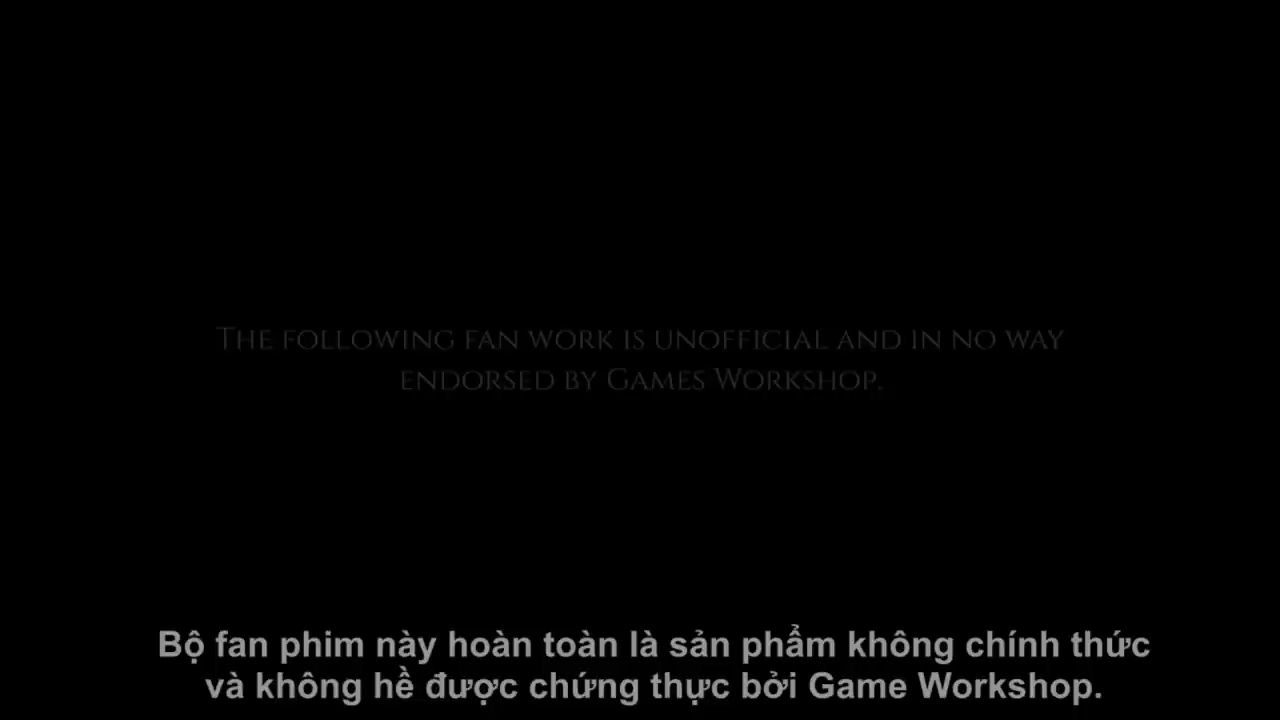 The following fan work is unofficial and in no way
endorsed by Games Workshop.
Bộ fan phim này hoàn toàn là sản phẩm không chính thức
và không hề được chứng thực bởi Game Workshop.